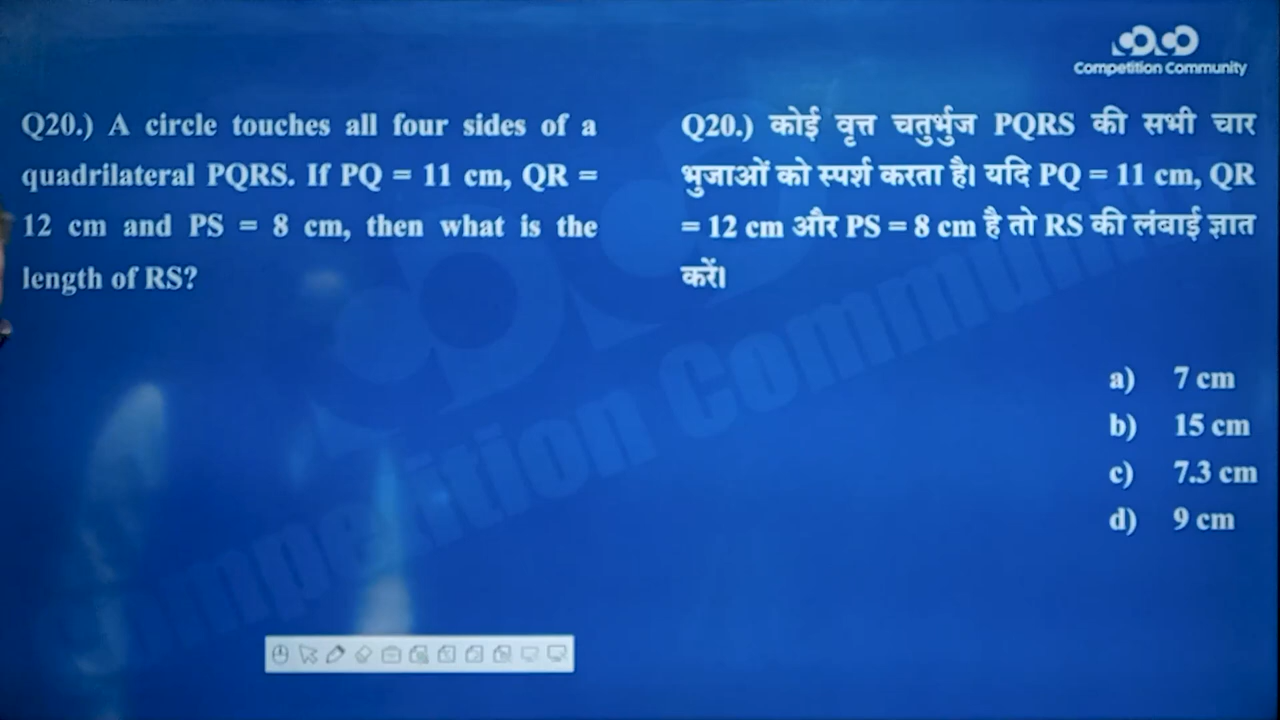 Competition Community
Q20.) A circle touches all four sides of a
quadrilateral PQRS. If PQ = 11 cm, QR =
12 cm and PS = 8 cm, then what is the
length of RS?
Q20.) कोई वृत्त चतुर्भुज PQRS की सभी चार
भुजाओं को स्पर्श करता है। यदि PQ = 11 cm, QR
= 12 cm और PS = 8 cm है तो RS की लंबाई ज्ञात
करें।
a) 7 cm
b) 15 cm
c) 7.3 cm
d) 9 cm
Competition Community